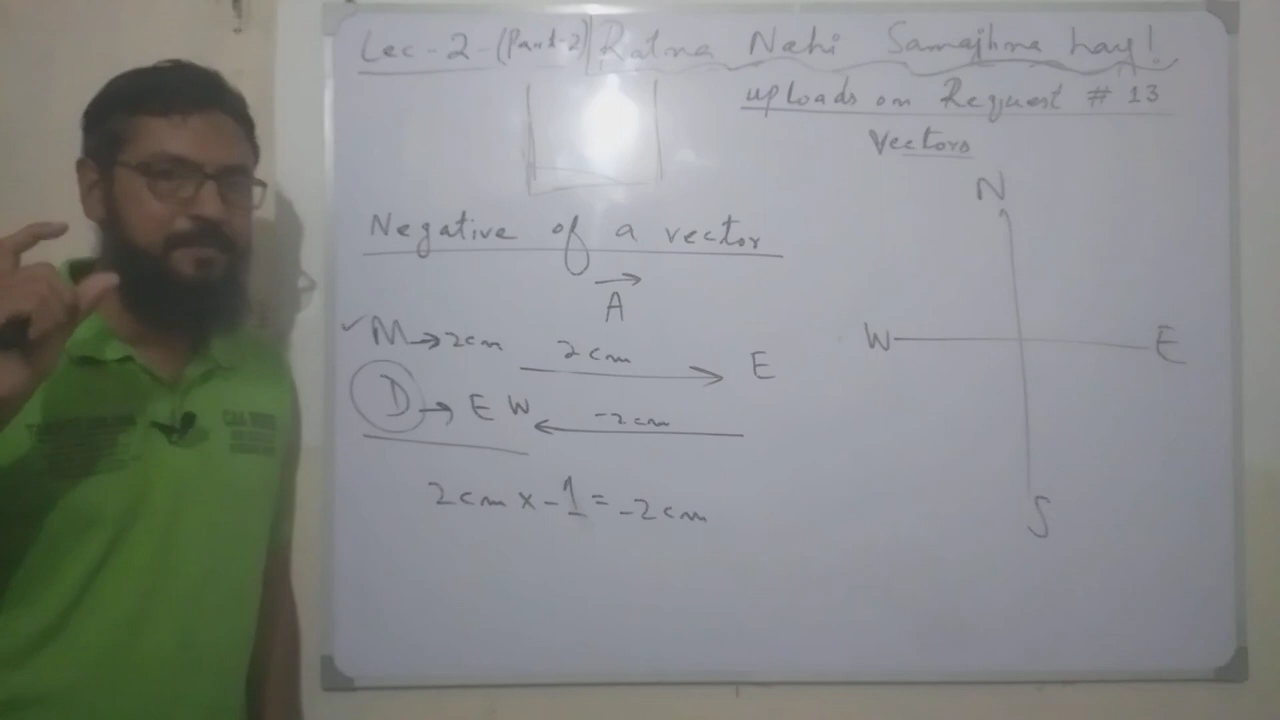 Lec-2-(Part-2) Ratna Nahi Samajhna hay!
uploads on Request # 13
Vectors
N
Negative of a vector
A
M→2cm
2cm
E
W
E
D→ E W
-2cm
2cm x -1 = -2cm
S